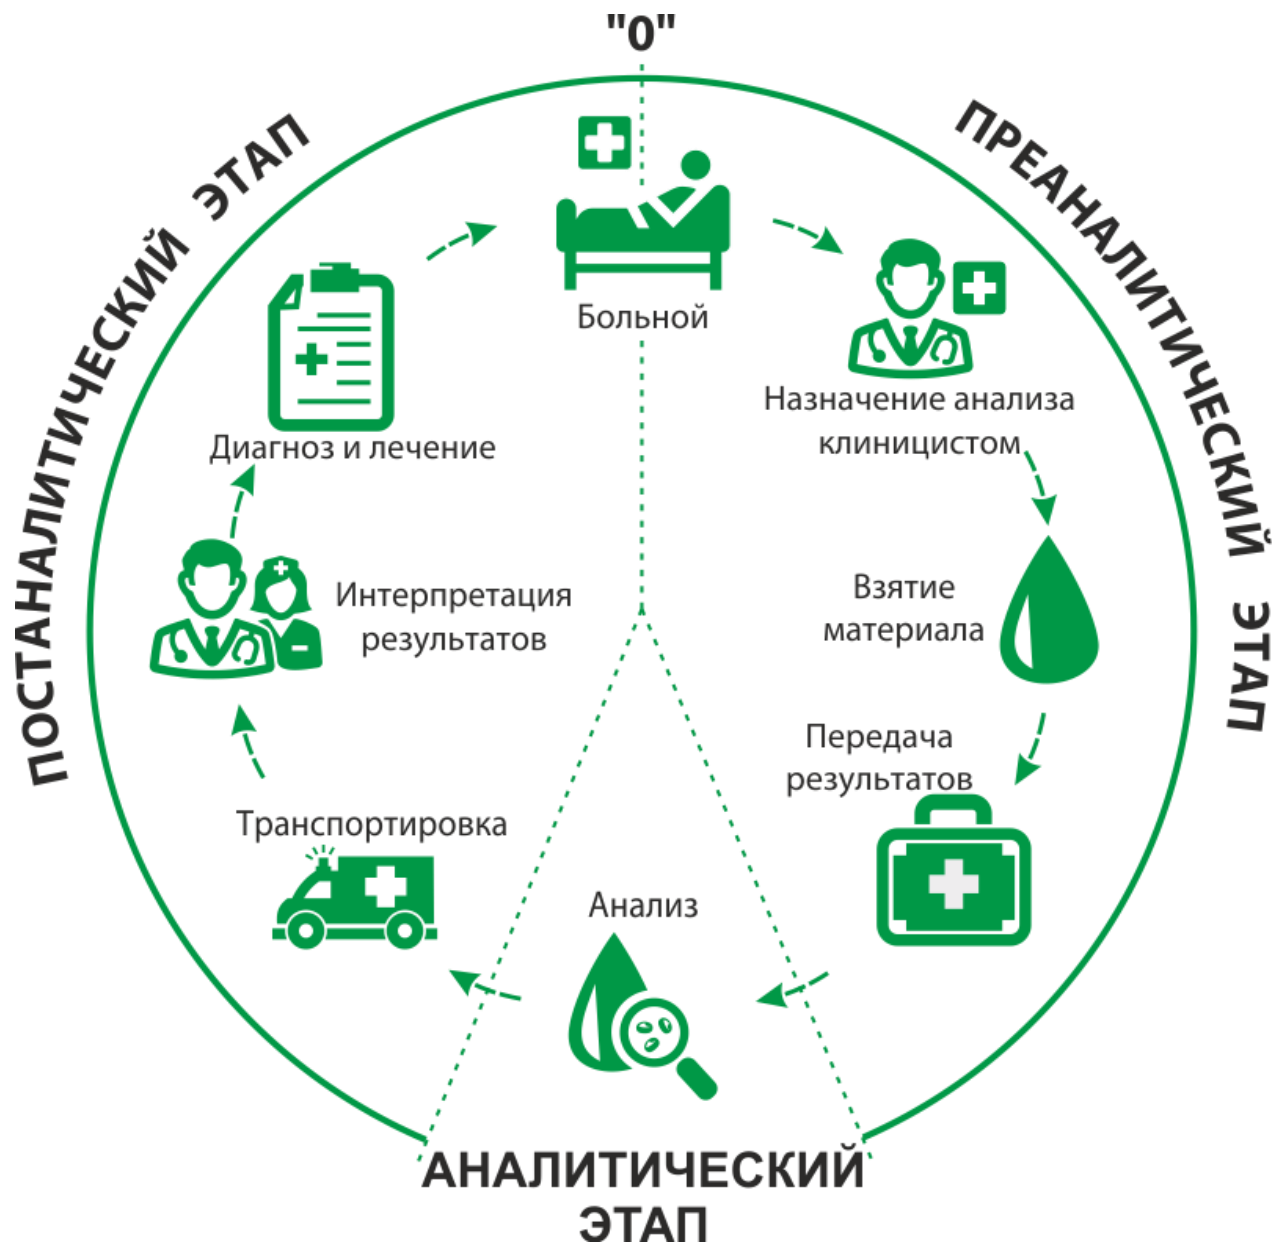 "0"
ПРЕАНАЛИТИЧЕСКИЙ ЭТАП
Больной
Назначение анализа
клиницистом
Взятие
материала
Передача
результатов
Анализ
АНАЛИТИЧЕСКИЙ
ЭТАП
Транспортировка
Интерпретация
результатов
Диагноз и лечение
ПОСТАНАЛИТИЧЕСКИЙ ЭТАП